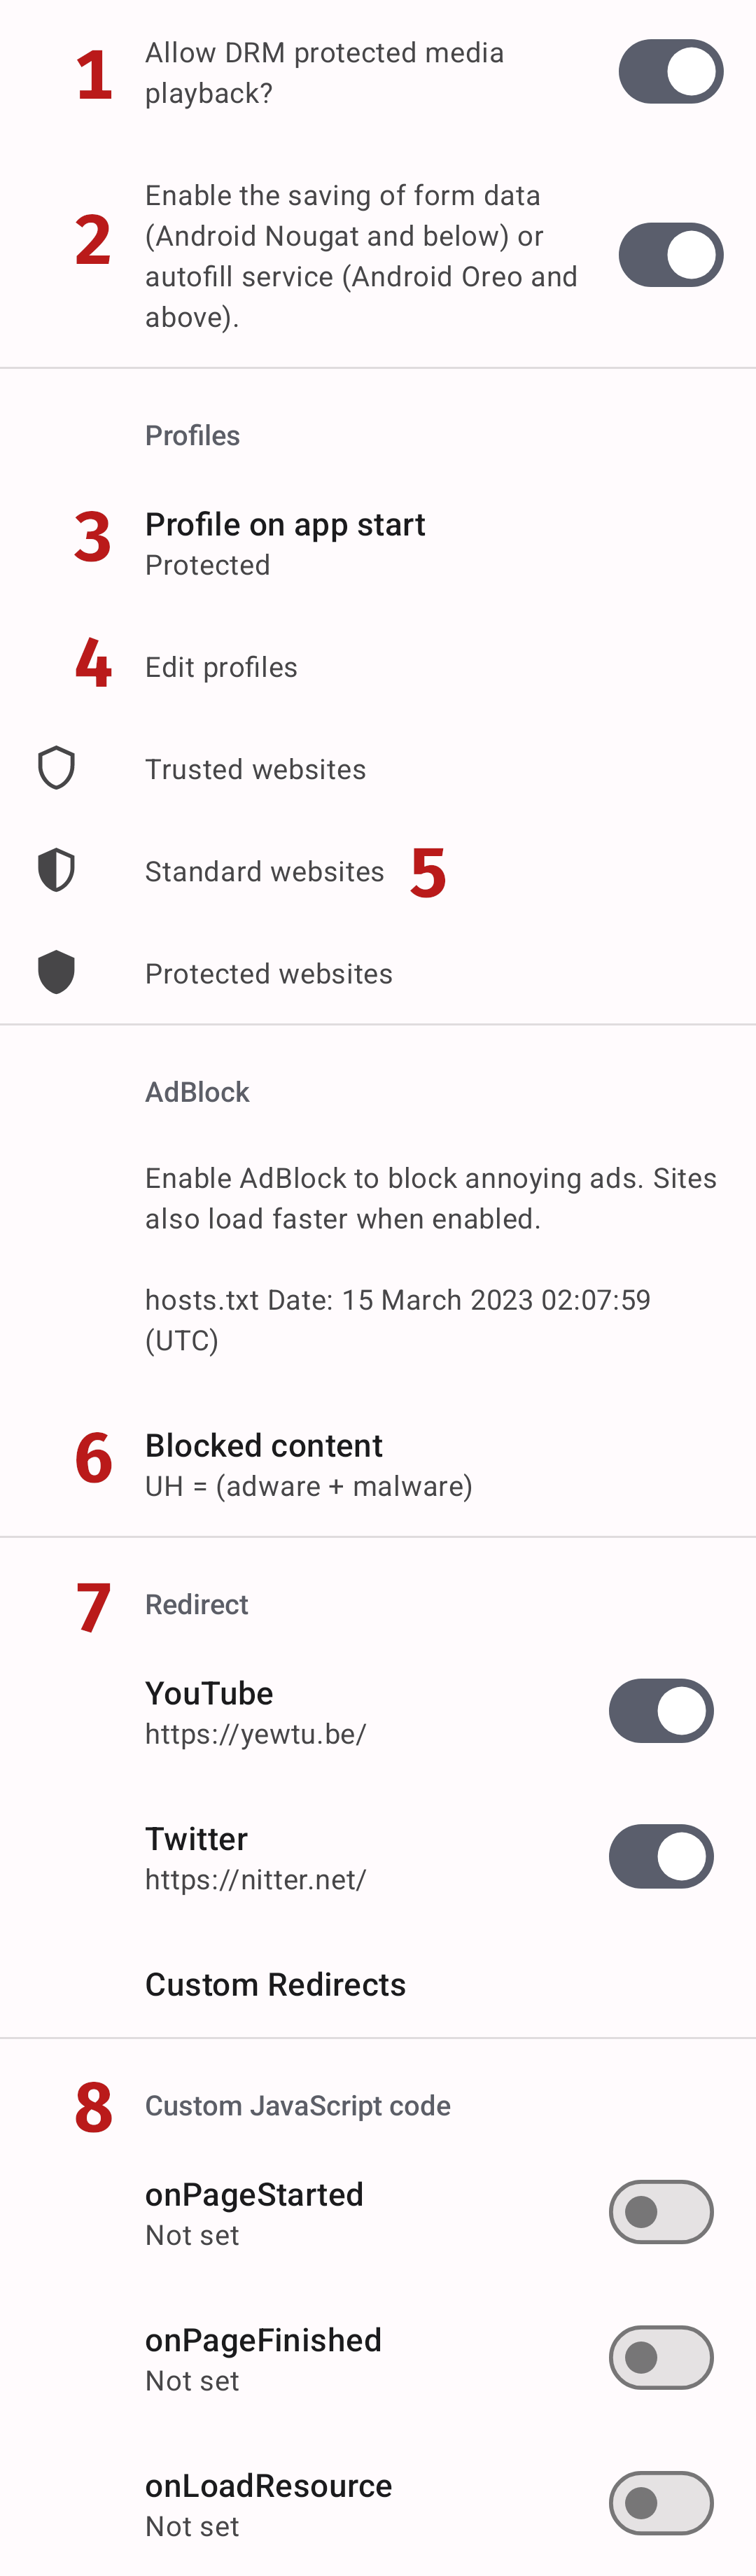 1
Allow DRM protected media
playback?
2
Enable the saving of form data
(Android Nougat and below) or
autofill service (Android Oreo and
above).
Profiles
3
Profile on app start
Protected
4
Edit profiles
Trusted websites
Standard websites 5
Protected websites
AdBlock
Enable AdBlock to block annoying ads. Sites
also load faster when enabled.
hosts.txt Date: 15 March 2023 02:07:59
(UTC)
6
Blocked content
UH = (adware + malware)
7 Redirect
YouTube
https://yewtu.be/
Twitter
https://nitter.net/
Custom Redirects
8 Custom JavaScript code
onPageStarted
Not set
onPageFinished
Not set
onLoadResource
Not set